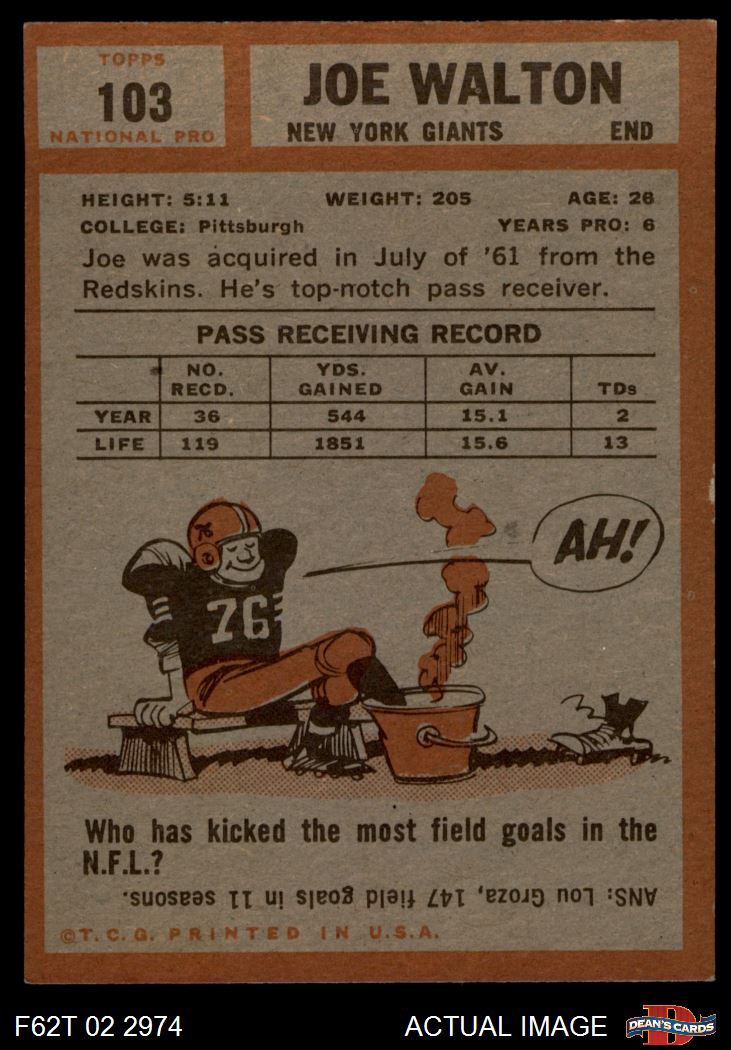 TOPPS
103
NATIONAL PRO
JOE WALTON
NEW YORK GIANTS END
HEIGHT: 5:11 WEIGHT: 205 AGE: 26
COLLEGE: Pittsburgh YEARS PRO: 6
Joe was acquired in July of '61 from the
Redskins. He's top-notch pass receiver.
PASS RECEIVING RECORD
NO. RECD. YDS. GAINED AV. GAIN TDs
YEAR 36 544 15.1 2
LIFE 119 1851 15.6 13
AH!
76
76
Who has kicked the most field goals in the
N.F.L.?
ANS: Lou Groza, 147 field goals in 11 seasons.
©T.C.G. PRINTED IN U.S.A.
F62T 02 2974 ACTUAL IMAGE DEAN'S CARDS